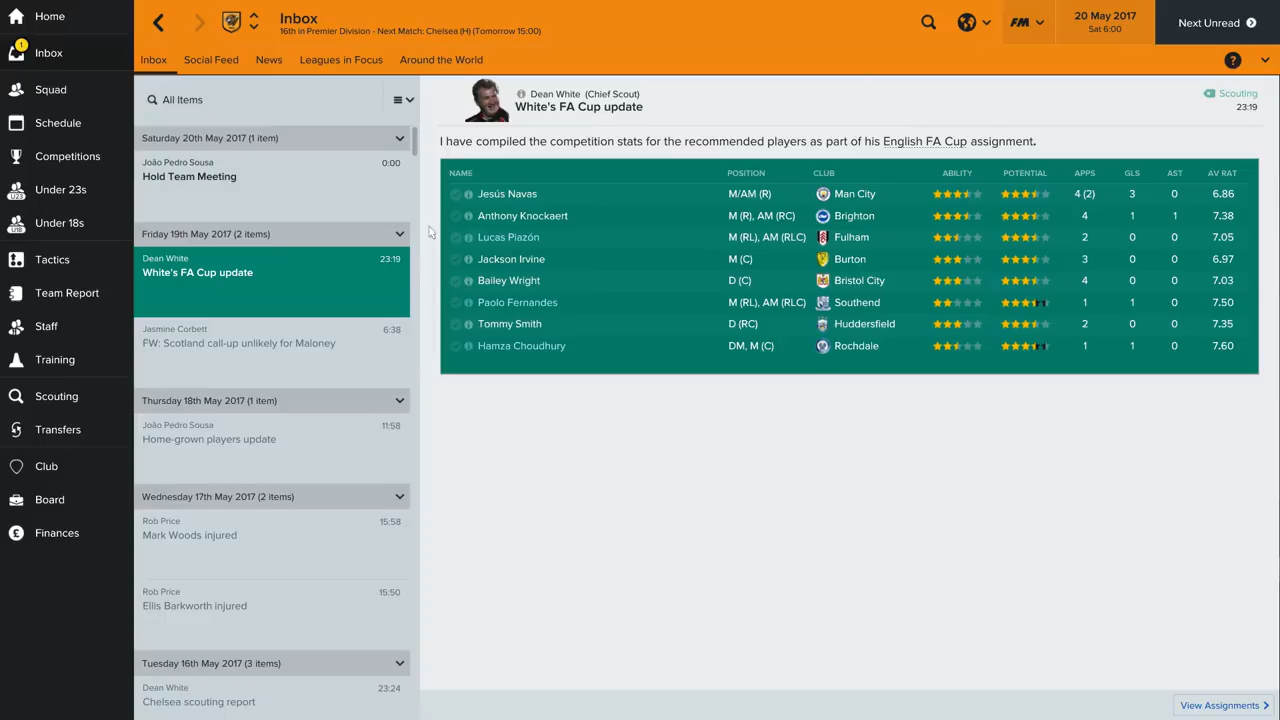 Home
1
Inbox
Squad
Schedule
Competitions
U23s
Under 23s
U18
Under 18s
Tactics
Team Report
Staff
Training
Scouting
Transfers
Club
Board
Finances
Inbox
16th in Premier Division - Next Match: Chelsea (H) (Tomorrow 15:00)
FM
20 May 2017
Sat 6:00
Next Unread
Inbox Social Feed News Leagues in Focus Around the World
?
All Items
Saturday 20th May 2017 (1 item)
João Pedro Sousa 0:00
Hold Team Meeting
Friday 19th May 2017 (2 items)
Dean White 23:19
White's FA Cup update
Jasmine Corbett 6:38
FW: Scotland call-up unlikely for Maloney
Thursday 18th May 2017 (1 item)
João Pedro Sousa 11:58
Home-grown players update
Wednesday 17th May 2017 (2 items)
Rob Price 15:58
Mark Woods injured
Rob Price 15:50
Ellis Barkworth injured
Tuesday 16th May 2017 (3 items)
Dean White 23:24
Chelsea scouting report
Dean White (Chief Scout)
White's FA Cup update
Scouting
23:19
I have compiled the competition stats for the recommended players as part of his English FA Cup assignment.
NAME POSITION CLUB ABILITY POTENTIAL APPS GLS AST AV RAT
Jesús Navas M/AM (R) Man City 4 (2) 3 0 6.86
Anthony Knockaert M (R), AM (RC) Brighton 4 1 1 7.38
Lucas Piazón M (RL), AM (RLC) Fulham 2 0 0 7.05
Jackson Irvine M (C) Burton 3 0 0 6.97
Bailey Wright D (C) Bristol City 4 0 0 7.03
Paolo Fernandes M (RL), AM (RLC) Southend 1 1 0 7.50
Tommy Smith D (RC) Huddersfield 2 0 0 7.35
Hamza Choudhury DM, M (C) Rochdale 1 1 0 7.60
View Assignments